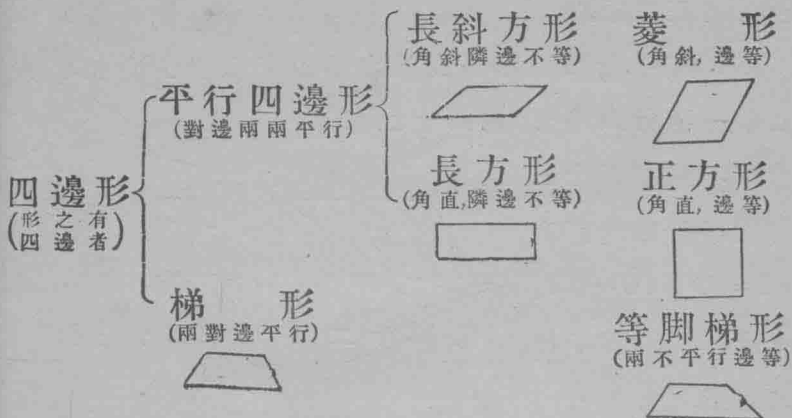 長斜方形
(角斜隣邊不等)
菱形
(角斜,邊等)
平行四邊形
(對邊兩兩平行)
長方形
(角直,隣邊不等)
正方形
(角直,邊等)
四邊形
(形之有
四邊者)
梯形
(兩對邊平行)
等脚梯形
(兩不平行邊等)